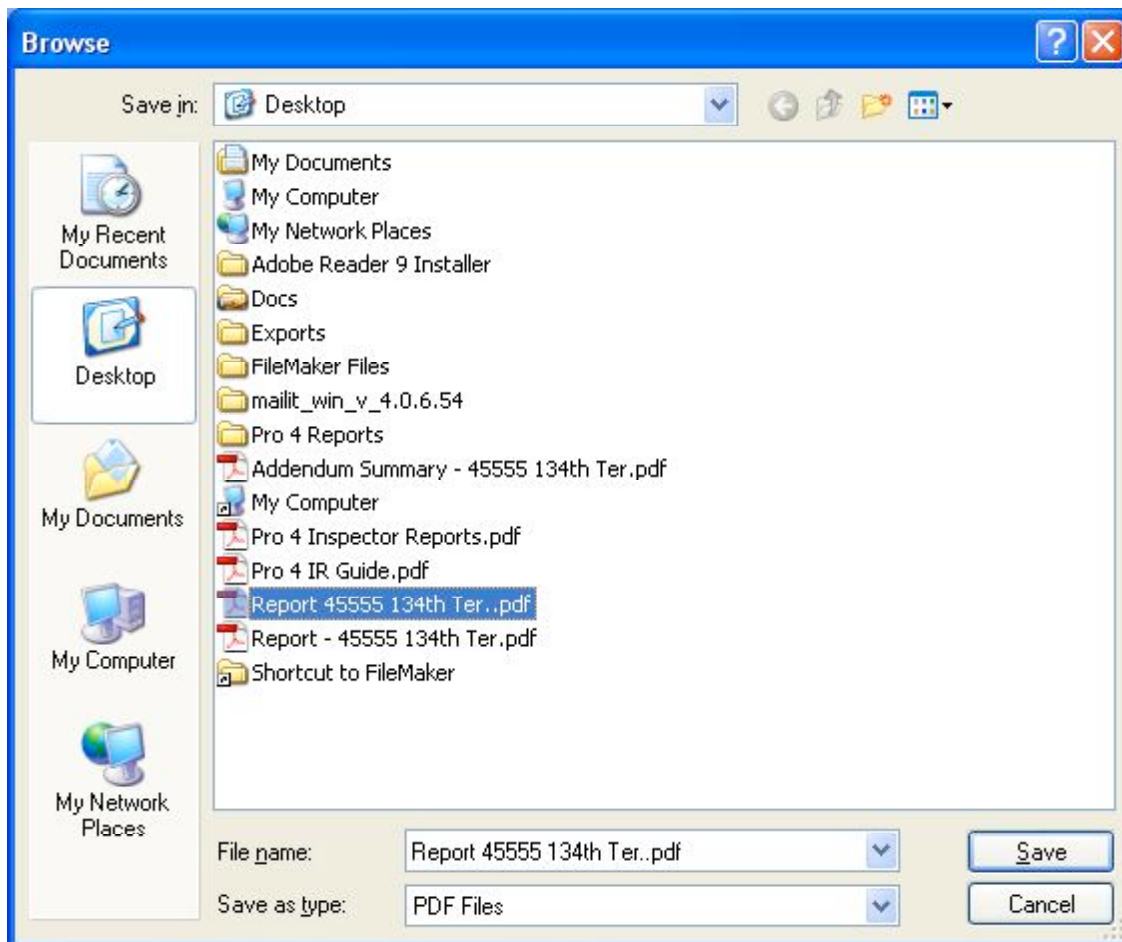 Browse
Save in:
Desktop
My Recent
Documents
Desktop
My Documents
My Computer
My Network
Places
My Documents
My Computer
My Network Places
Adobe Reader 9 Installer
Docs
Exports
FileMaker Files
mailit_win_v_4.0.6.54
Pro 4 Reports
Addendum Summary - 45555 134th Ter.pdf
My Computer
Pro 4 Inspector Reports.pdf
Pro 4 IR Guide.pdf
Report 45555 134th Ter..pdf
Report - 45555 134th Ter.pdf
Shortcut to FileMaker
File name:
Report 45555 134th Ter..pdf
Save
Save as type:
PDF Files
Cancel